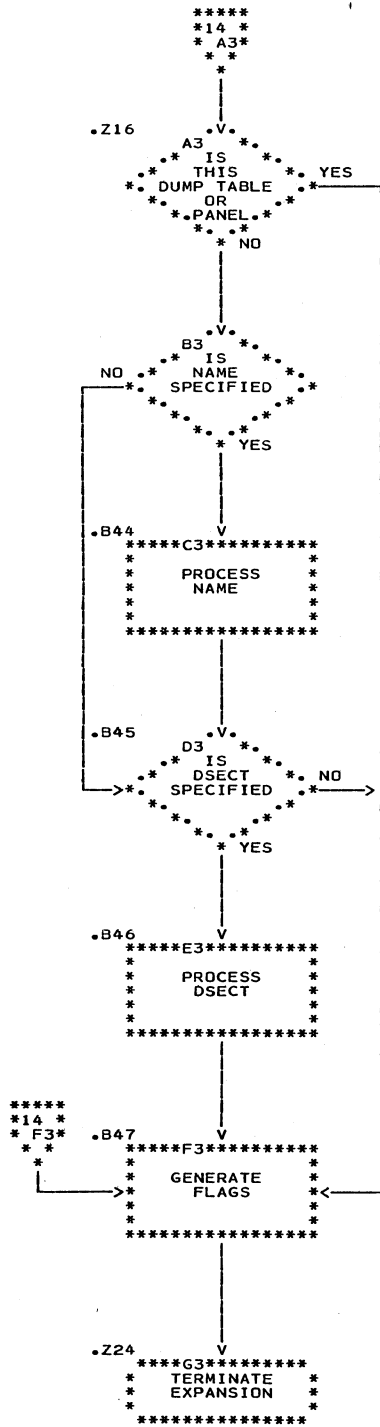 14
A3
.Z16
A3
IS
THIS
DUMP TABLE
OR
PANEL
YES
NO
B3
IS
NAME
SPECIFIED
NO
YES
.B44
C3
PROCESS
NAME
.B45
D3
IS
DSECT
SPECIFIED
NO
YES
.B46
E3
PROCESS
DSECT
14
F3
.B47
F3
GENERATE
FLAGS
.Z24
G3
TERMINATE
EXPANSION